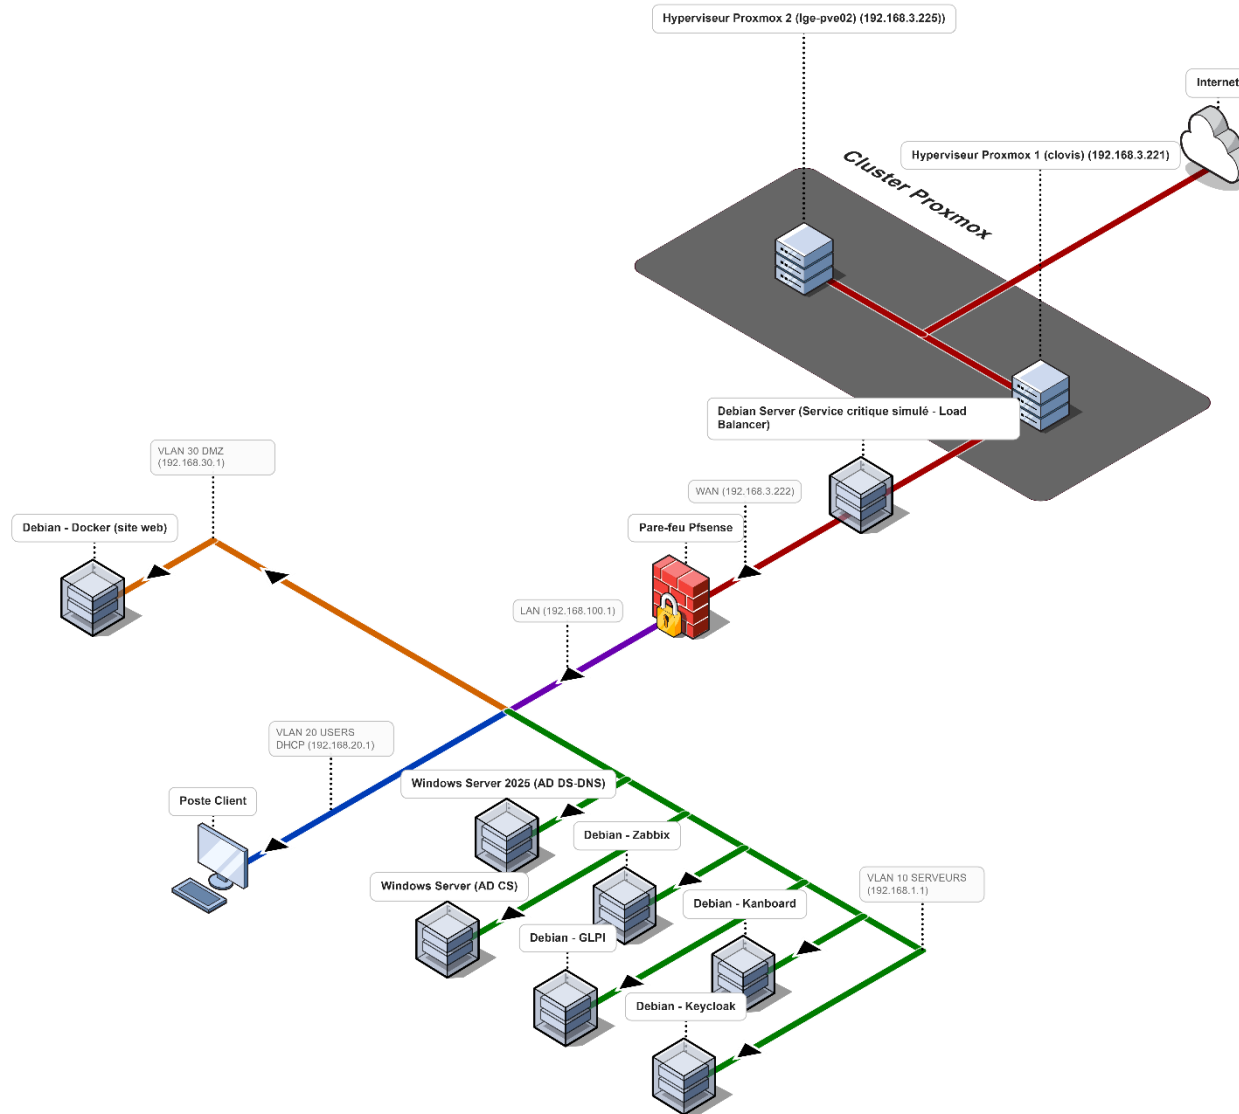 Hyperviseur Proxmox 2 (lge-pve02) (192.168.3.225))
Internet
Hyperviseur Proxmox 1 (clovis) (192.168.3.221)
Cluster Proxmox
Debian Server (Service critique simulé - Load
Balancer)
VLAN 30 DMZ
(192.168.30.1)
WAN (192.168.3.222)
Debian - Docker (site web)
Pare-feu Pfsense
LAN (192.168.100.1)
VLAN 20 USERS
DHCP (192.168.20.1)
Windows Server 2025 (AD DS-DNS)
Poste Client
Debian - Zabbix
Windows Server (AD CS)
VLAN 10 SERVEURS
(192.168.1.1)
Debian - Kanboard
Debian - GLPI
Debian - Keycloak